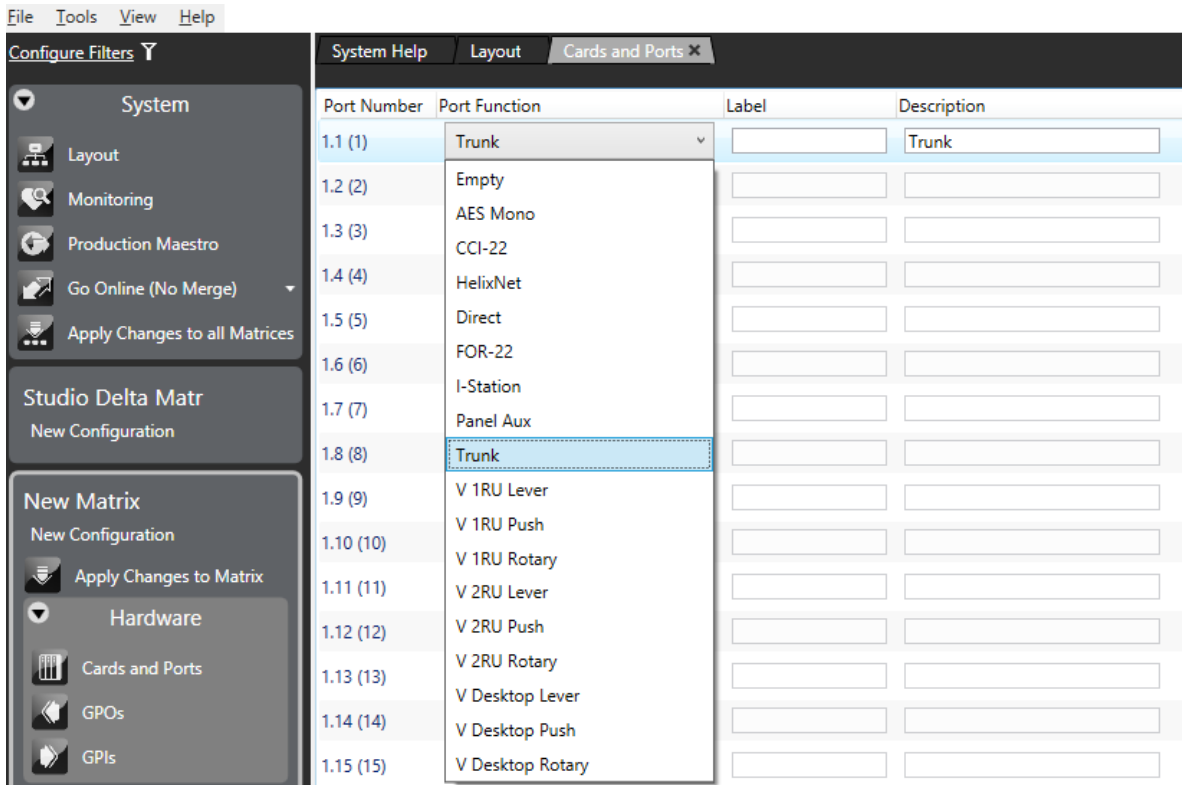 File Tools View Help
Configure Filters
System
Layout
Monitoring
Production Maestro
Go Online (No Merge)
Apply Changes to all Matrices
Studio Delta Matr
New Configuration
New Matrix
New Configuration
Apply Changes to Matrix
Hardware
Cards and Ports
GPOs
GPIs
System Help Layout Cards and Ports
Port Number Port Function Label Description
1.1 (1) Trunk Trunk
1.2 (2)
1.3 (3)
1.4 (4)
1.5 (5)
1.6 (6)
1.7 (7)
1.8 (8)
1.9 (9)
1.10 (10)
1.11 (11)
1.12 (12)
1.13 (13)
1.14 (14)
1.15 (15)
Empty
AES Mono
CCI-22
HelixNet
Direct
FOR-22
I-Station
Panel Aux
Trunk
V 1RU Lever
V 1RU Push
V 1RU Rotary
V 2RU Lever
V 2RU Push
V 2RU Rotary
V Desktop Lever
V Desktop Push
V Desktop Rotary